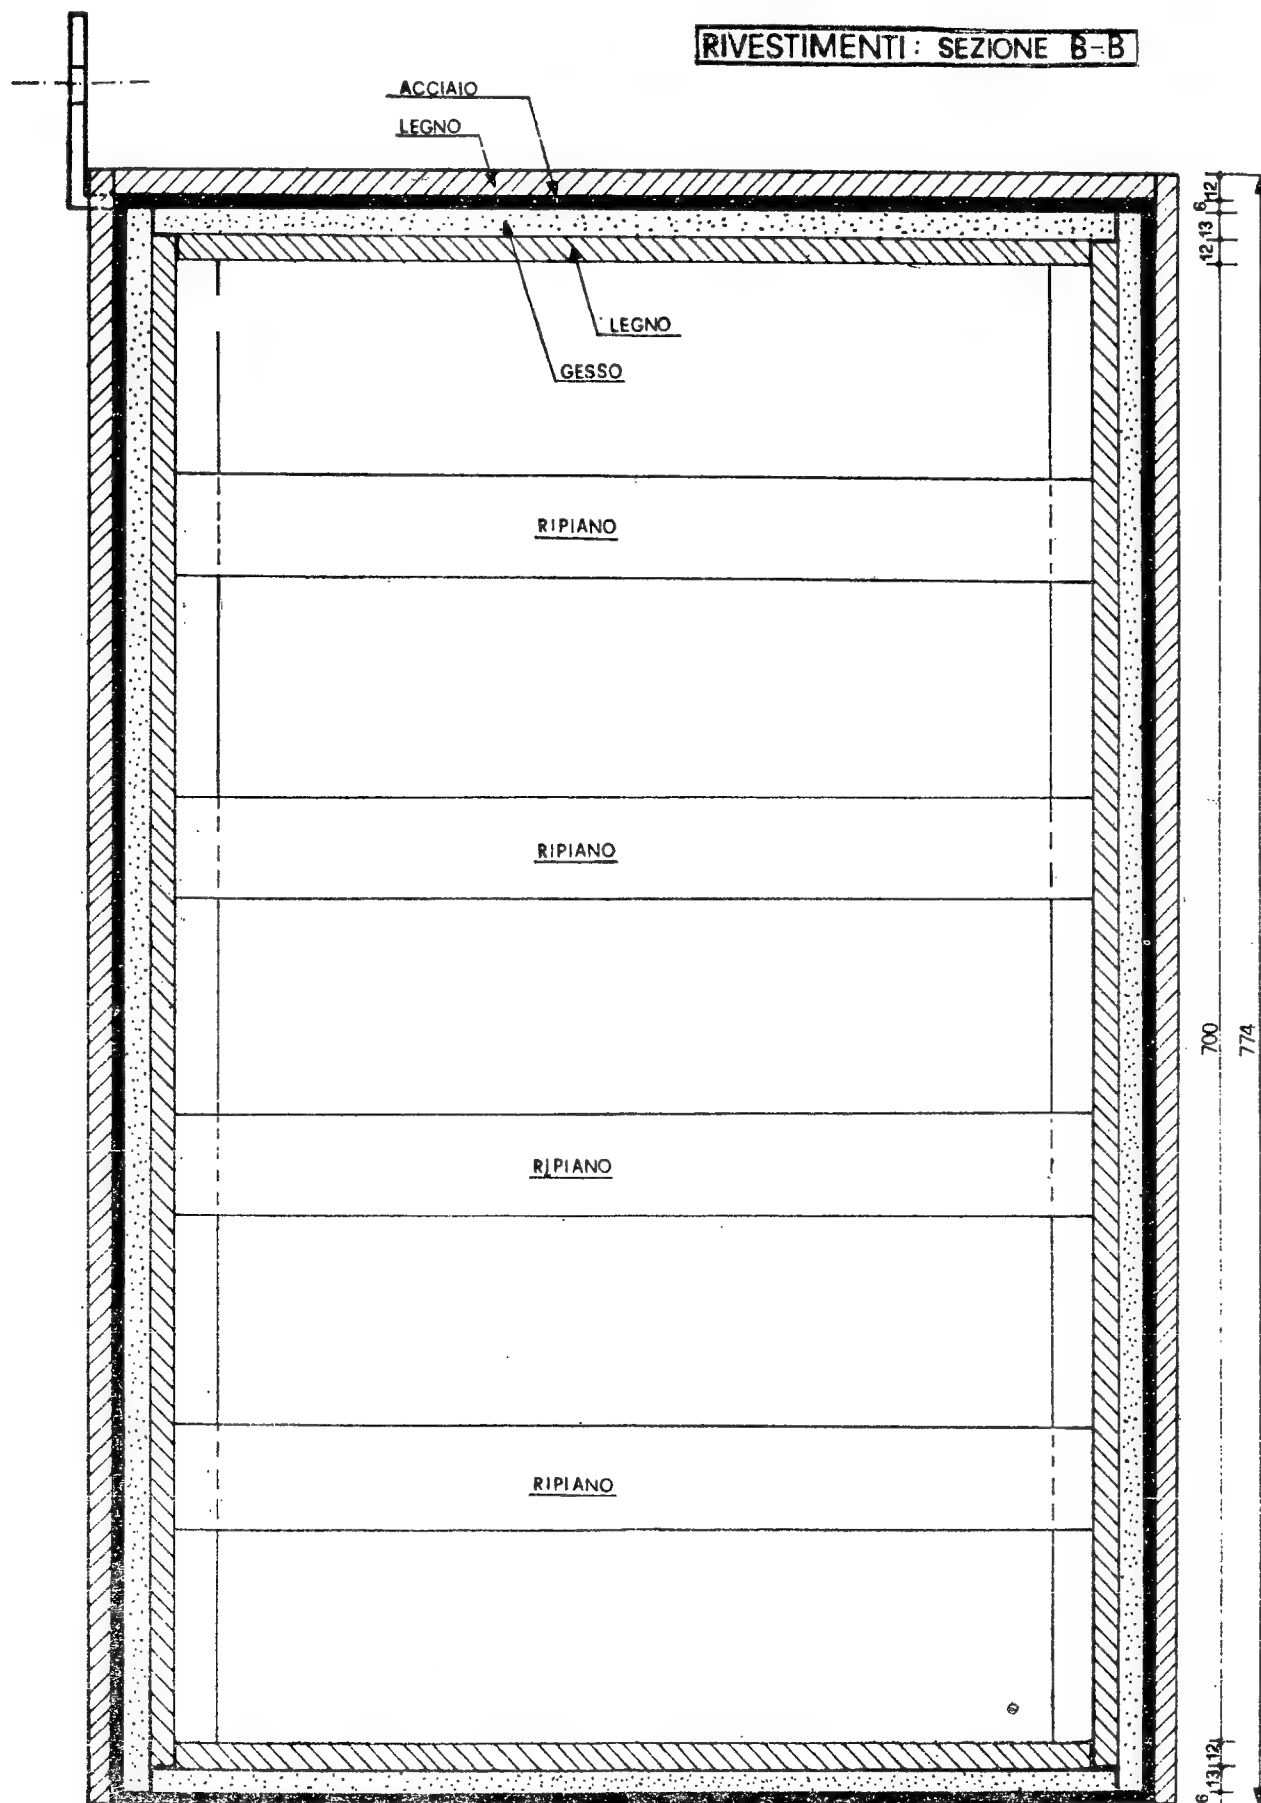 RIVESTIMENTI: SEZIONE B-B
ACCIAIO
LEGNO
12
6
13
12
LEGNO
GESSO
RIPIANO
RIPIANO
700
774
RIPIANO
RIPIANO
12
13
6